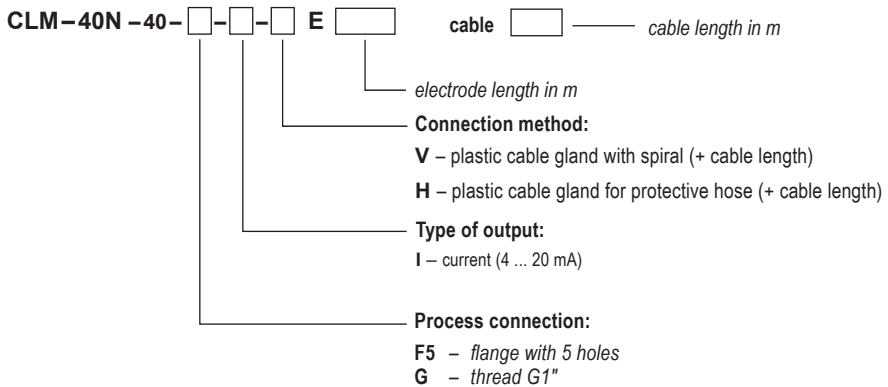 CLM–40N –40– – – E cable cable length in m
electrode length in m
Connection method:
V – plastic cable gland with spiral (+ cable length)
H – plastic cable gland for protective hose (+ cable length)
Type of output:
I – current (4 ... 20 mA)
Process connection:
F5 – flange with 5 holes
G – thread G1"